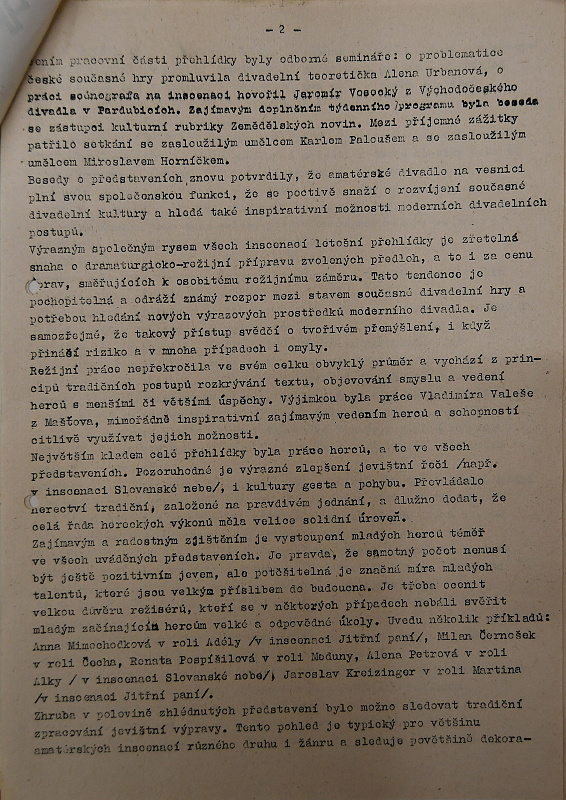 - 2 -
ením pracovní části přehlídky byly odborné semináře: o problematice
české současné hry promluvila divadelní teoretička Alena Urbanová, o
práci scénografa na inscenaci hovořil Jaromír Vosecký z Východočeského
divadla v Pardubicích. Zajímavým doplněním týdenního programu byla beseda
se zástupci kulturní rubriky Zemědělských novin. Mezi příjemné zážitky
patřilo setkání se zasloužilým umělcem Karlem Paloušem a se zasloužilým
umělcem Miroslavem Horníčkem.
Besedy o představeních znovu potvrdily, že amatérské divadlo na vesnici
plní svou společenskou funkci, že se poctivě snaží o rozvíjení současné
divadelní kultury a hledá také inspirativní možnosti moderních divadelních
postupů.
Výrazným společným rysem všech inscenací letošní přehlídky je zřetelná
snaha o dramaturgicko-režijní přípravu zvolených předloh, a to i za cenu
úprav, směřujících k osobitému režijnímu záměru. Tato tendence je
pochopitelná a odráží známý rozpor mezi stavem současné divadelní hry a
potřebou hledání nových výrazových prostředků moderního divadla. Je
samozřejmé, že takový přístup svědčí o tvořivém přemýšlení, i když
přináší riziko a v mnoha případech i omyly.
Režijní práce nepřekročila ve svém celku obvyklý průměr a vychází z prin-
cipů tradičních postupů rozkrývání textu, objevování smyslu a vedení
herců s menšími či většími úspěchy. Výjimkou byla práce Vladimíra Valeše
z Mašťova, mimořádně inspirativní zajímavým vedením herců a schopností
citlivě využívat jejich možností.
Největším kladem celé přehlídky byla práce herců, a to ve všech
představeních. Pozoruhodné je výrazné zlepšení jevištní řeči /např.
v inscenaci Slovanské nebe/, i kultury gesta a pohybu. Převládalo
herectví tradiční, založené na pravdivém jednání, a dlužno dodat, že
celá řada hereckých výkonů měla velice solidní úroveň.
Zajímavým a radostným zjištěním je vystoupení mladých herců téměř
ve všech uváděných představeních. Je pravda, že samotný počet nemusí
být ještě pozitivním jevem, ale potěšitelná je značná míra mladých
talentů, které jsou velkým příslibem do budoucna. Je třeba ocenit
velkou důvěru režisérů, kteří se v některých případech nebáli svěřit
mladým začínajícím hercům velké a odpovědné úkoly. Uvedu několik příkladů:
Anna Mimochodková v roli Adély /v inscenaci Jitřní paní/, Milan Černošek
v roli Čecha, Renata Pospíšilová v roli Meduny, Alena Petrová v roli
Alky / v inscenaci Slovanské nebe/, Jaroslav Kreizinger v roli Martina
/v inscenaci Jitřní paní/.
Zhruba v polovině zhlédnutých představení bylo možno sledovat tradiční
zpracování jevištní výpravy. Tento pohled je typický pro většinu
amatérských inscenací různého druhu i žánru a sleduje povětšině dekora-